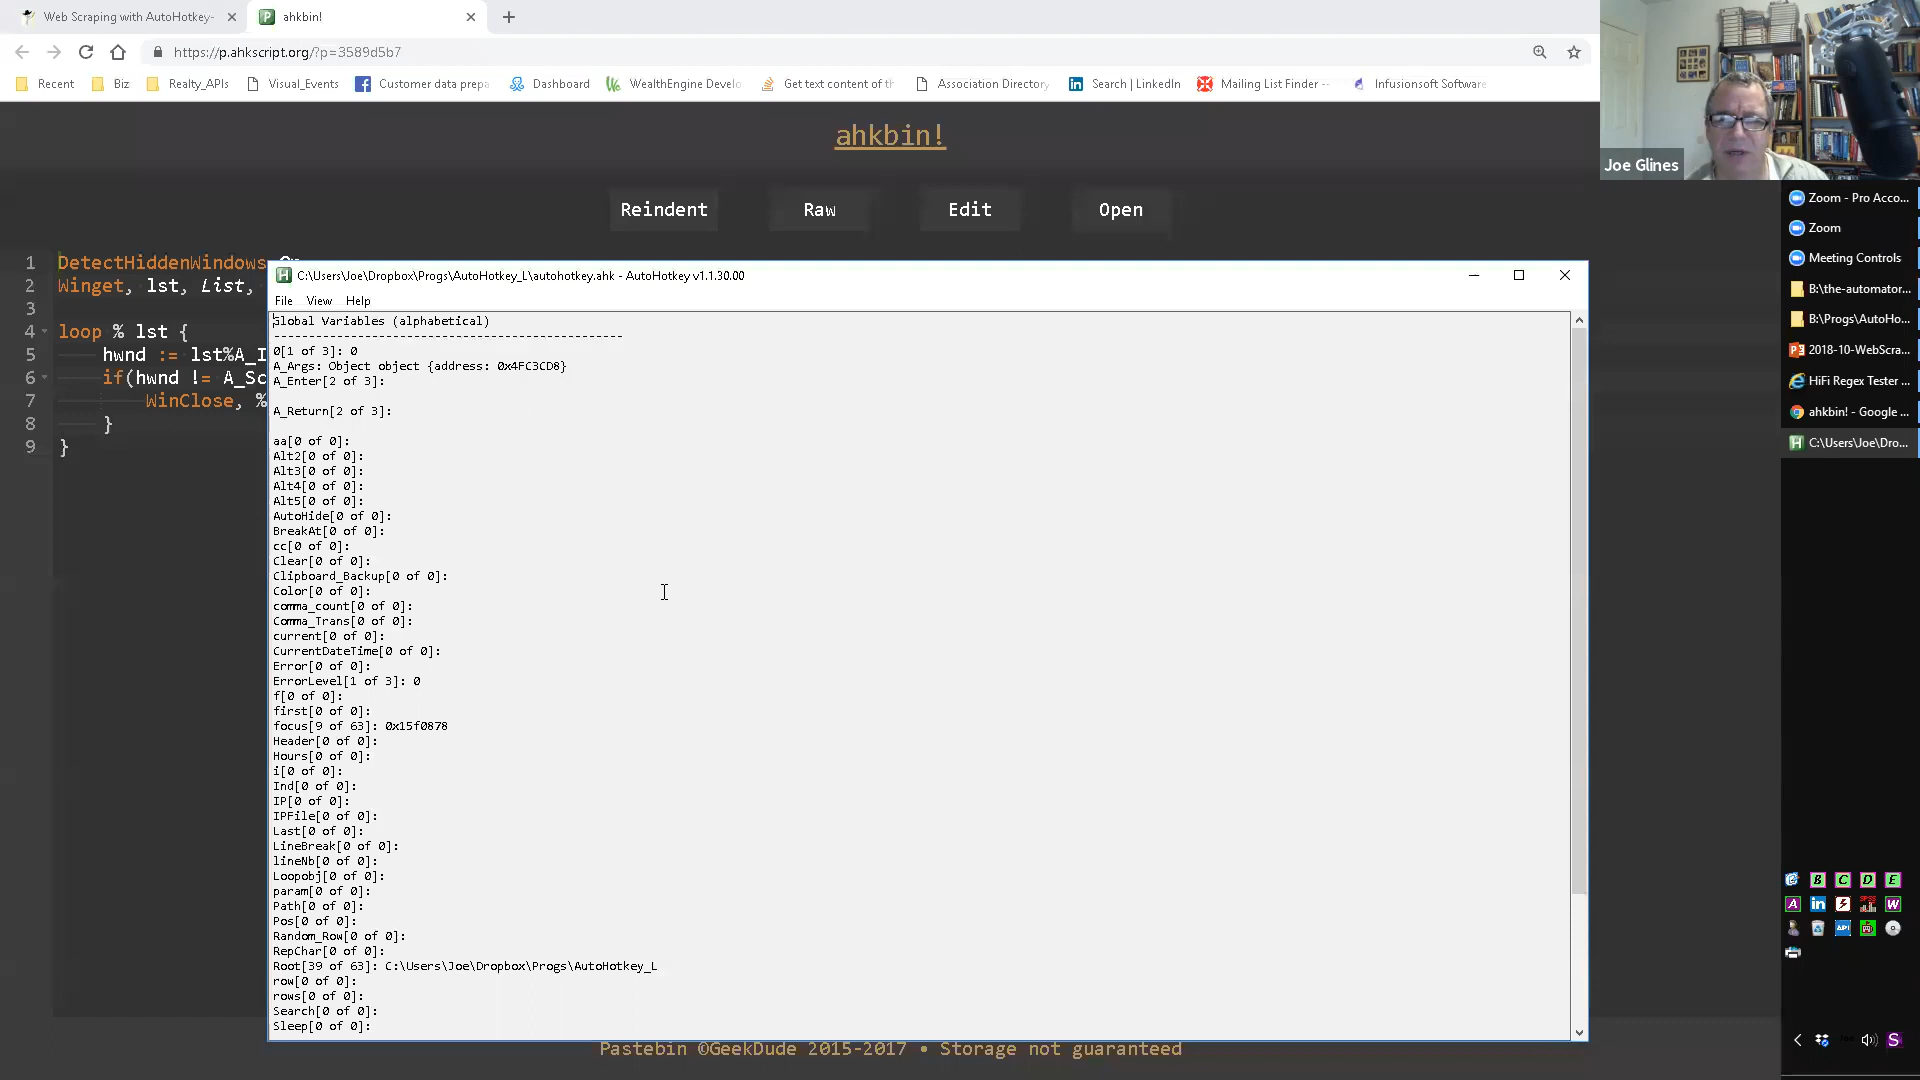 Web Scraping with AutoHotkey-
ahkbin!
https://p.ahkscript.org/?p=3589d5b7
Recent
Biz
Realty_APIs
Visual_Events
Customer data prepa
Dashboard
WealthEngine Develo
Get text content of th
Association Directory
Search | LinkedIn
Mailing List Finder --
Infusionsoft Software
Joe Glines
ahkbin!
Reindent
Raw
Edit
Open
1 DetectHiddenWindows
2 Winget, lst, List,
3
4 loop % lst {
5 hwnd := lst%A_I
6 if(hwnd != A_Sc
7 WinClose, %
8 }
9 }
C:\Users\Joe\Dropbox\Progs\AutoHotkey_L\autohotkey.ahk - AutoHotkey v1.1.30.00
File View Help
Global Variables (alphabetical)
--------------------------------------------------
0[1 of 3]: 0
A_Args: Object object {address: 0x4FC3CD8}
A_Enter[2 of 3]:
A_Return[2 of 3]:
aa[0 of 0]:
Alt2[0 of 0]:
Alt3[0 of 0]:
Alt4[0 of 0]:
Alt5[0 of 0]:
AutoHide[0 of 0]:
BreakAt[0 of 0]:
cc[0 of 0]:
Clear[0 of 0]:
Clipboard_Backup[0 of 0]:
Color[0 of 0]:
comma_count[0 of 0]:
Comma_Trans[0 of 0]:
current[0 of 0]:
CurrentDateTime[0 of 0]:
Error[0 of 0]:
ErrorLevel[1 of 3]: 0
f[0 of 0]:
first[0 of 0]:
focus[9 of 63]: 0x15f0878
Header[0 of 0]:
Hours[0 of 0]:
i[0 of 0]:
Ind[0 of 0]:
IP[0 of 0]:
IPFile[0 of 0]:
Last[0 of 0]:
LineBreak[0 of 0]:
lineNb[0 of 0]:
Loopobj[0 of 0]:
param[0 of 0]:
Path[0 of 0]:
Pos[0 of 0]:
Random_Row[0 of 0]:
RepChar[0 of 0]:
Root[39 of 63]: C:\Users\Joe\Dropbox\Progs\AutoHotkey_L
row[0 of 0]:
rows[0 of 0]:
Search[0 of 0]:
Sleep[0 of 0]:
Pastebin ©GeekDude 2015-2017 • Storage not guaranteed
Zoom - Pro Acco...
Zoom
Meeting Controls
B:\the-automator...
B:\Progs\AutoHo...
2018-10-WebScra...
HiFi Regex Tester ...
ahkbin! - Google ...
C:\Users\Joe\Dro...
B C D E
A in W
API
S